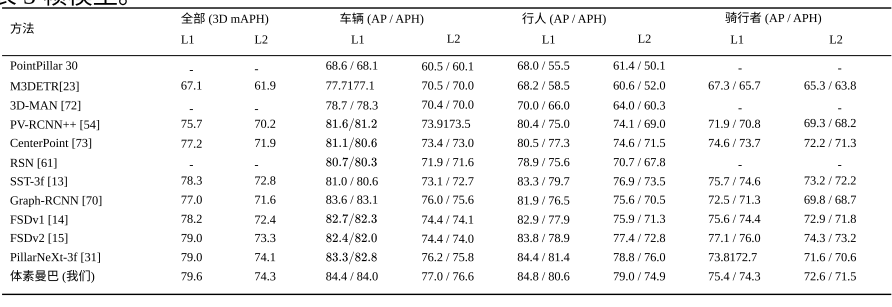 方法 全部 (3D mAPH) 车辆 (AP / APH) 行人 (AP / APH) 骑行者 (AP / APH)
L1 L2 L1 L2 L1 L2 L1 L2
PointPillar 30 - - 68.6 / 68.1 60.5 / 60.1 68.0 / 55.5 61.4 / 50.1 - -
M3DETR[23] 67.1 61.9 77.7177.1 70.5 / 70.0 68.2 / 58.5 60.6 / 52.0 67.3 / 65.7 65.3 / 63.8
3D-MAN [72] - - 78.7 / 78.3 70.4 / 70.0 70.0 / 66.0 64.0 / 60.3 - -
PV-RCNN++ [54] 75.7 70.2 81.6/81.2 73.9173.5 80.4 / 75.0 74.1 / 69.0 71.9 / 70.8 69.3 / 68.2
CenterPoint [73] 77.2 71.9 81.1/80.6 73.4 / 73.0 80.5 / 77.3 74.6 / 71.5 74.6 / 73.7 72.2 / 71.3
RSN [61] - - 80.7/80.3 71.9 / 71.6 78.9 / 75.6 70.7 / 67.8 - -
SST-3f [13] 78.3 72.8 81.0 / 80.6 73.1 / 72.7 83.3 / 79.7 76.9 / 73.5 75.7 / 74.6 73.2 / 72.2
Graph-RCNN [70] 77.0 71.6 83.6 / 83.1 76.0 / 75.6 81.9 / 76.5 75.6 / 70.5 72.5 / 71.3 69.8 / 68.7
FSDv1 [14] 78.2 72.4 82.7/82.3 74.4 / 74.1 82.9 / 77.9 75.9 / 71.3 75.6 / 74.4 72.9 / 71.8
FSDv2 [15] 79.0 73.3 82.4/82.0 74.4 / 74.0 83.8 / 78.9 77.4 / 72.8 77.1 / 76.0 74.3 / 73.2
PillarNeXt-3f [31] 79.0 74.1 83.3/82.8 76.2 / 75.8 84.4 / 81.4 78.8 / 76.0 73.8172.7 71.6 / 70.6
体素曼巴 (我们) 79.6 74.3 84.4 / 84.0 77.0 / 76.6 84.8 / 80.6 79.0 / 74.9 75.4 / 74.3 72.6 / 71.5